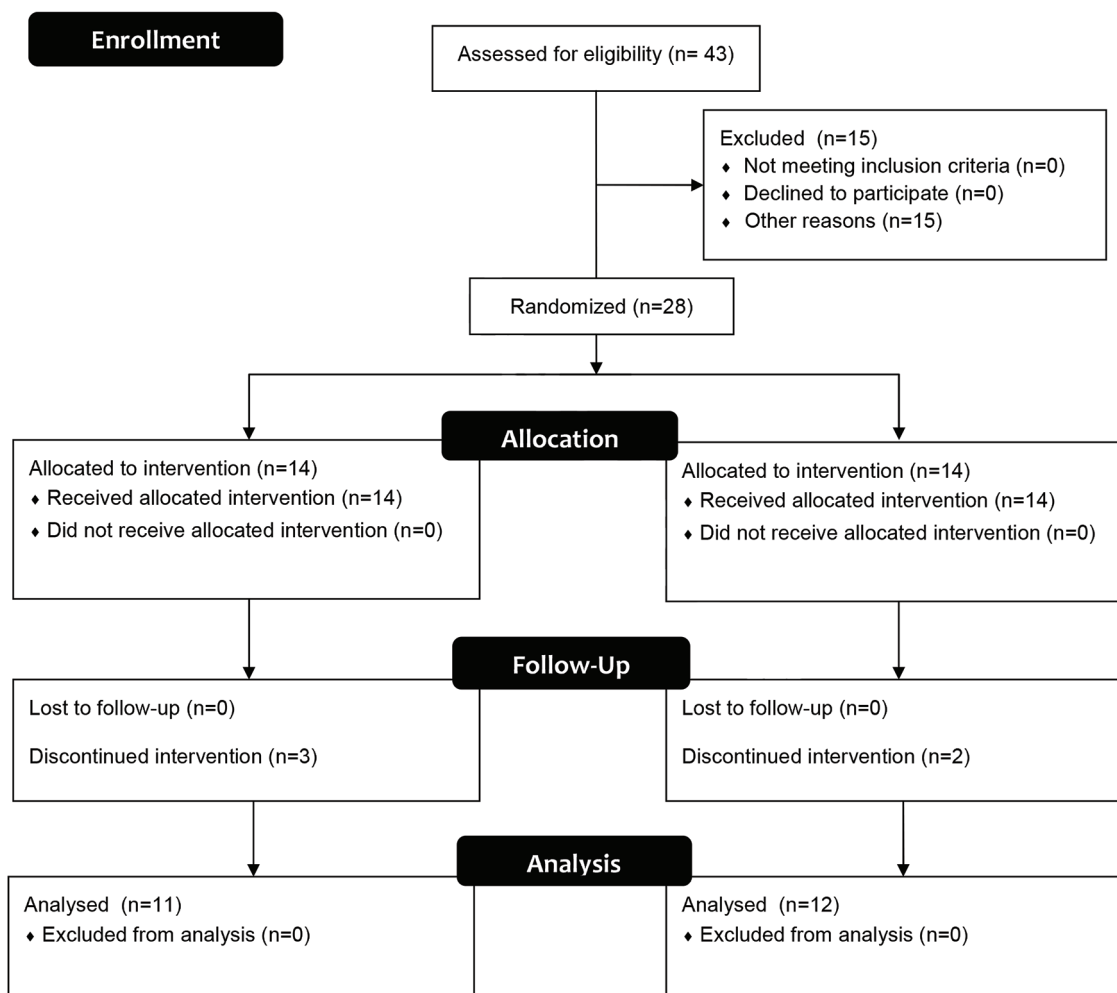 Enrollment
Assessed for eligibility (n= 43)
Excluded (n=15)
♦ Not meeting inclusion criteria (n=0)
♦ Declined to participate (n=0)
♦ Other reasons (n=15)
Randomized (n=28)
Allocation
Allocated to intervention (n=14)
♦ Received allocated intervention (n=14)
♦ Did not receive allocated intervention (n=0)
Allocated to intervention (n=14)
♦ Received allocated intervention (n=14)
♦ Did not receive allocated intervention (n=0)
Follow-Up
Lost to follow-up (n=0)
Discontinued intervention (n=3)
Lost to follow-up (n=0)
Discontinued intervention (n=2)
Analysis
Analysed (n=11)
♦ Excluded from analysis (n=0)
Analysed (n=12)
♦ Excluded from analysis (n=0)